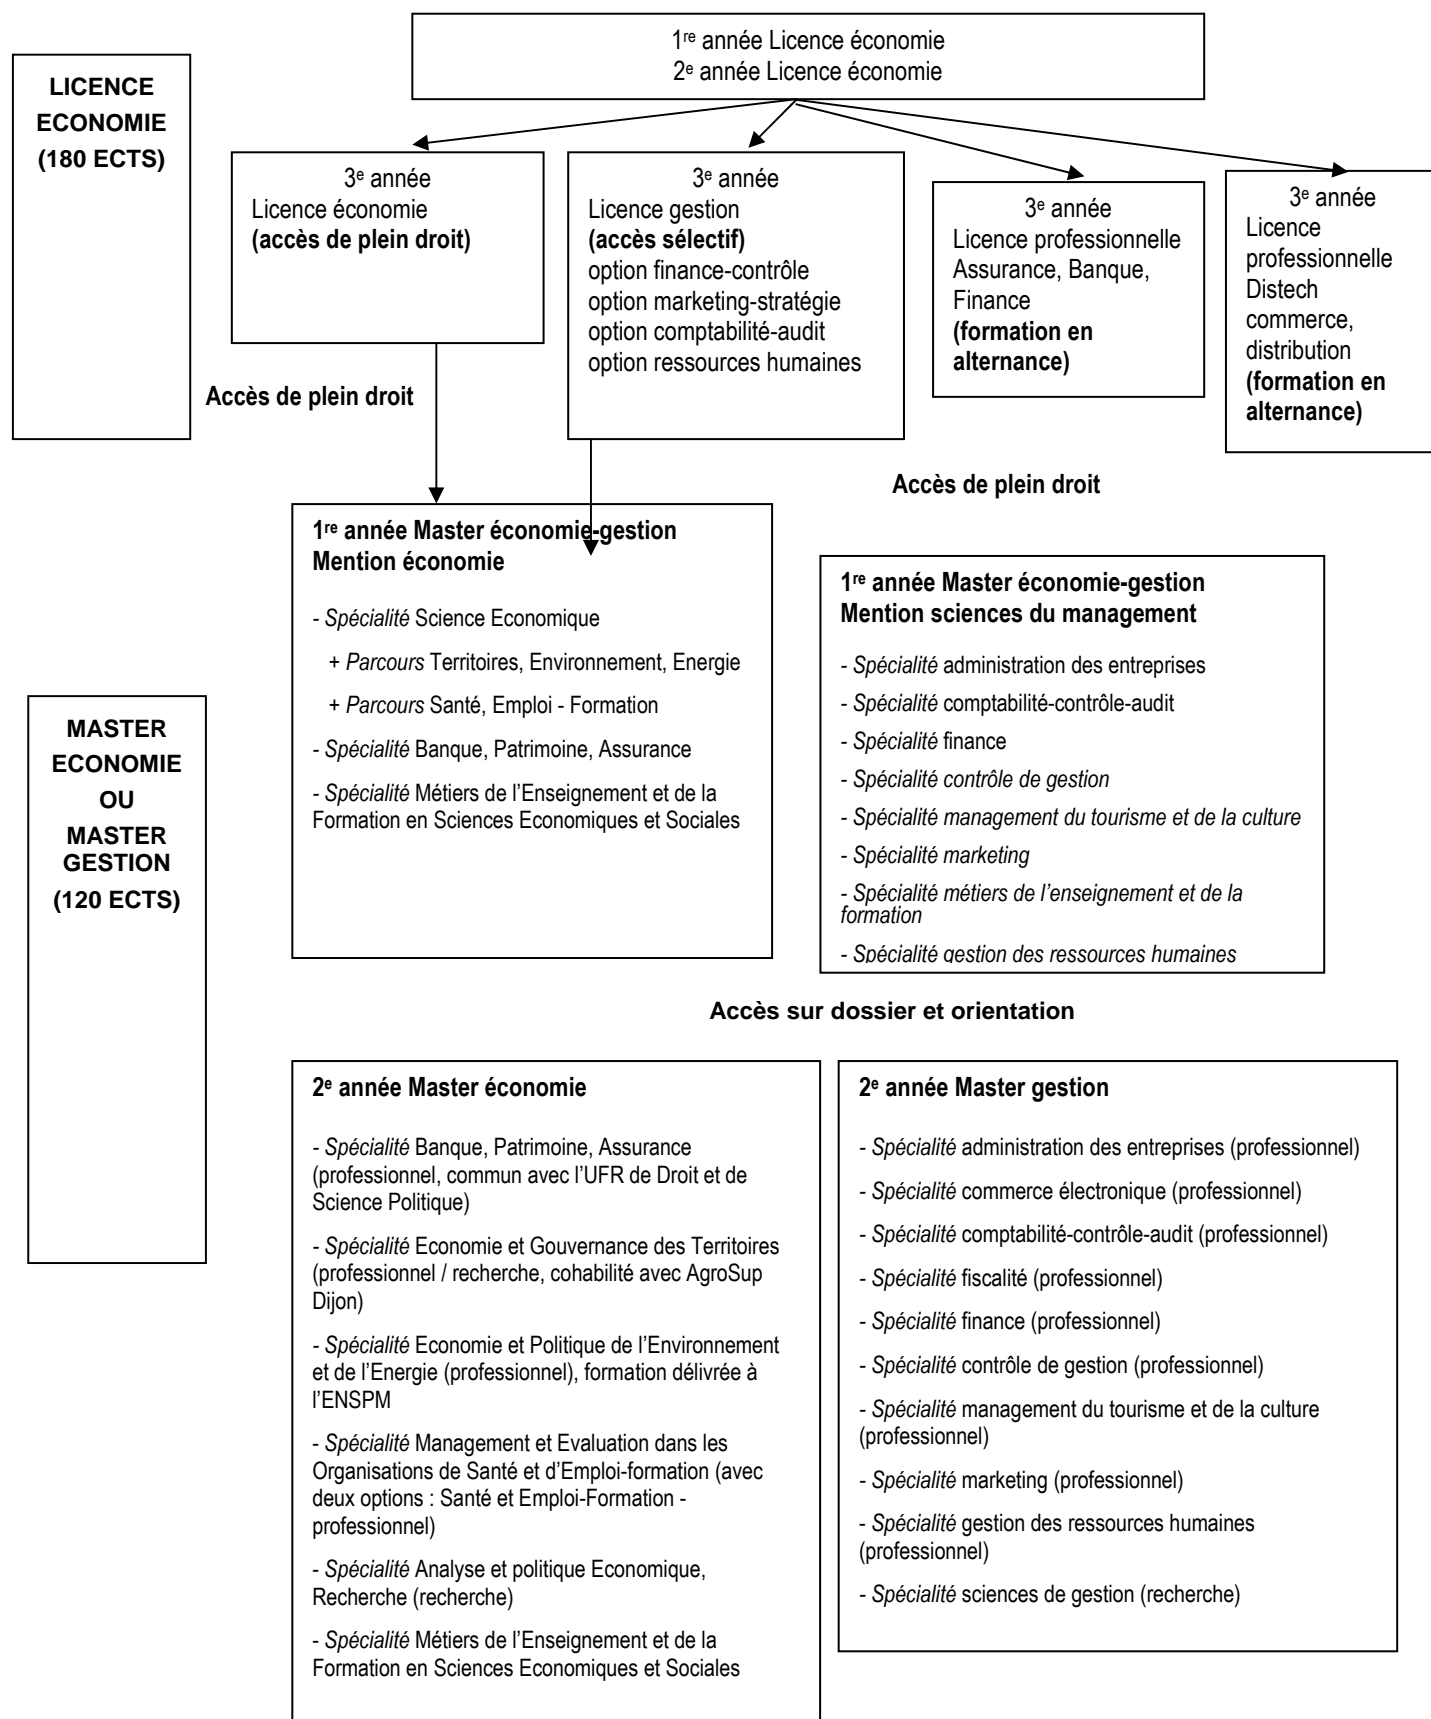 1re année Licence économie
2e année Licence économie
LICENCE
ECONOMIE
(180 ECTS)
3e année
Licence économie
(accès de plein droit)
3e année
Licence gestion
(accès sélectif)
option finance-contrôle
option marketing-stratégie
option comptabilité-audit
option ressources humaines
3e année
Licence professionnelle
Assurance, Banque,
Finance
(formation en
alternance)
3e année
Licence
professionnelle
Distech
commerce,
distribution
(formation en
alternance)
Accès de plein droit
Accès de plein droit
MASTER
ECONOMIE
OU
MASTER
GESTION
(120 ECTS)
1re année Master économie-gestion
Mention économie
- Spécialité Science Economique
+ Parcours Territoires, Environnement, Energie
+ Parcours Santé, Emploi - Formation
- Spécialité Banque, Patrimoine, Assurance
- Spécialité Métiers de l’Enseignement et de la
Formation en Sciences Economiques et Sociales
1re année Master économie-gestion
Mention sciences du management
- Spécialité administration des entreprises
- Spécialité comptabilité-contrôle-audit
- Spécialité finance
- Spécialité contrôle de gestion
- Spécialité management du tourisme et de la culture
- Spécialité marketing
- Spécialité métiers de l’enseignement et de la
formation
- Spécialité gestion des ressources humaines
Accès sur dossier et orientation
2e année Master économie
- Spécialité Banque, Patrimoine, Assurance
(professionnel, commun avec l’UFR de Droit et de
Science Politique)
- Spécialité Economie et Gouvernance des Territoires
(professionnel / recherche, cohabilité avec AgroSup
Dijon)
- Spécialité Economie et Politique de l’Environnement
et de l’Energie (professionnel), formation délivrée à
l’ENSPM
- Spécialité Management et Evaluation dans les
Organisations de Santé et d’Emploi-formation (avec
deux options : Santé et Emploi-Formation -
professionnel)
- Spécialité Analyse et politique Economique,
Recherche (recherche)
- Spécialité Métiers de l’Enseignement et de la
Formation en Sciences Economiques et Sociales
2e année Master gestion
- Spécialité administration des entreprises (professionnel)
- Spécialité commerce électronique (professionnel)
- Spécialité comptabilité-contrôle-audit (professionnel)
- Spécialité fiscalité (professionnel)
- Spécialité finance (professionnel)
- Spécialité contrôle de gestion (professionnel)
- Spécialité management du tourisme et de la culture
(professionnel)
- Spécialité marketing (professionnel)
- Spécialité gestion des ressources humaines
(professionnel)
- Spécialité sciences de gestion (recherche)